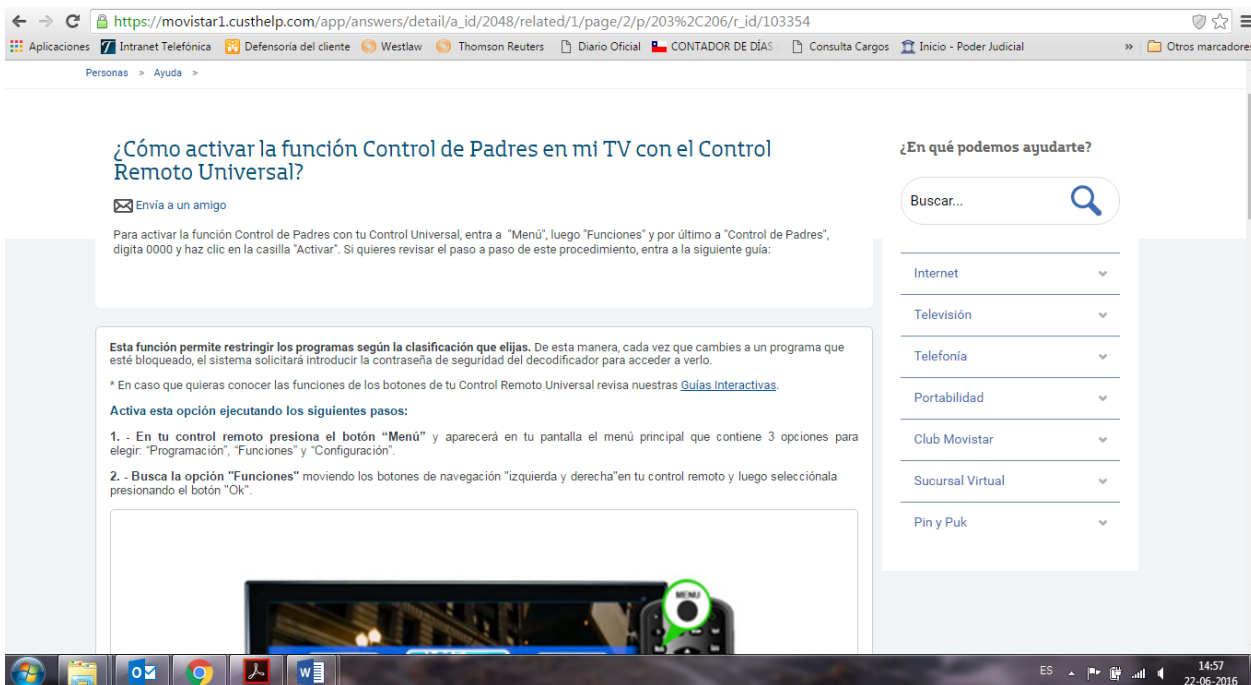 https://movistar1.custhelp.com/app/answers/detail/a_id/2048/related/1/page/2/p/203%2C206/r_id/103354
Aplicaciones Intranet Telefónica Defensoria del cliente Westlaw Thomson Reuters Diario Oficial CONTADOR DE DÍAS Consulta Cargos Inicio - Poder Judicial » Otros marcadores
Personas > Ayuda >
¿Cómo activar la función Control de Padres en mi TV con el Control
Remoto Universal?
Envía a un amigo
Para activar la función Control de Padres con tu Control Universal, entra a "Menú", luego "Funciones" y por último a "Control de Padres",
digita 0000 y haz clic en la casilla "Activar". Si quieres revisar el paso a paso de este procedimiento, entra a la siguiente guía:
Esta función permite restringir los programas según la clasificación que elijas. De esta manera, cada vez que cambies a un programa que
esté bloqueado, el sistema solicitará introducir la contraseña de seguridad del decodificador para acceder a verlo.
* En caso que quieras conocer las funciones de los botones de tu Control Remoto Universal revisa nuestras Guías Interactivas.
Activa esta opción ejecutando los siguientes pasos:
1. - En tu control remoto presiona el botón “Menú” y aparecerá en tu pantalla el menú principal que contiene 3 opciones para
elegir: “Programación”, “Funciones” y “Configuración”.
2. - Busca la opción "Funciones" moviendo los botones de navegación "izquierda y derecha"en tu control remoto y luego selecciónala
presionando el botón "Ok".
MENU
¿En qué podemos ayudarte?
Buscar...
Internet
Televisión
Telefonía
Portabilidad
Club Movistar
Sucursal Virtual
Pin y Puk
ES
14:57
22-06-2016